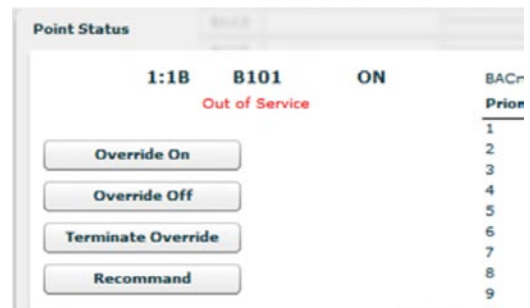 Point Status
1:1B B101 ON
Out of Service
Override On
Override Off
Terminate Override
Recommand
1
2
3
4
5
6
7
8
9